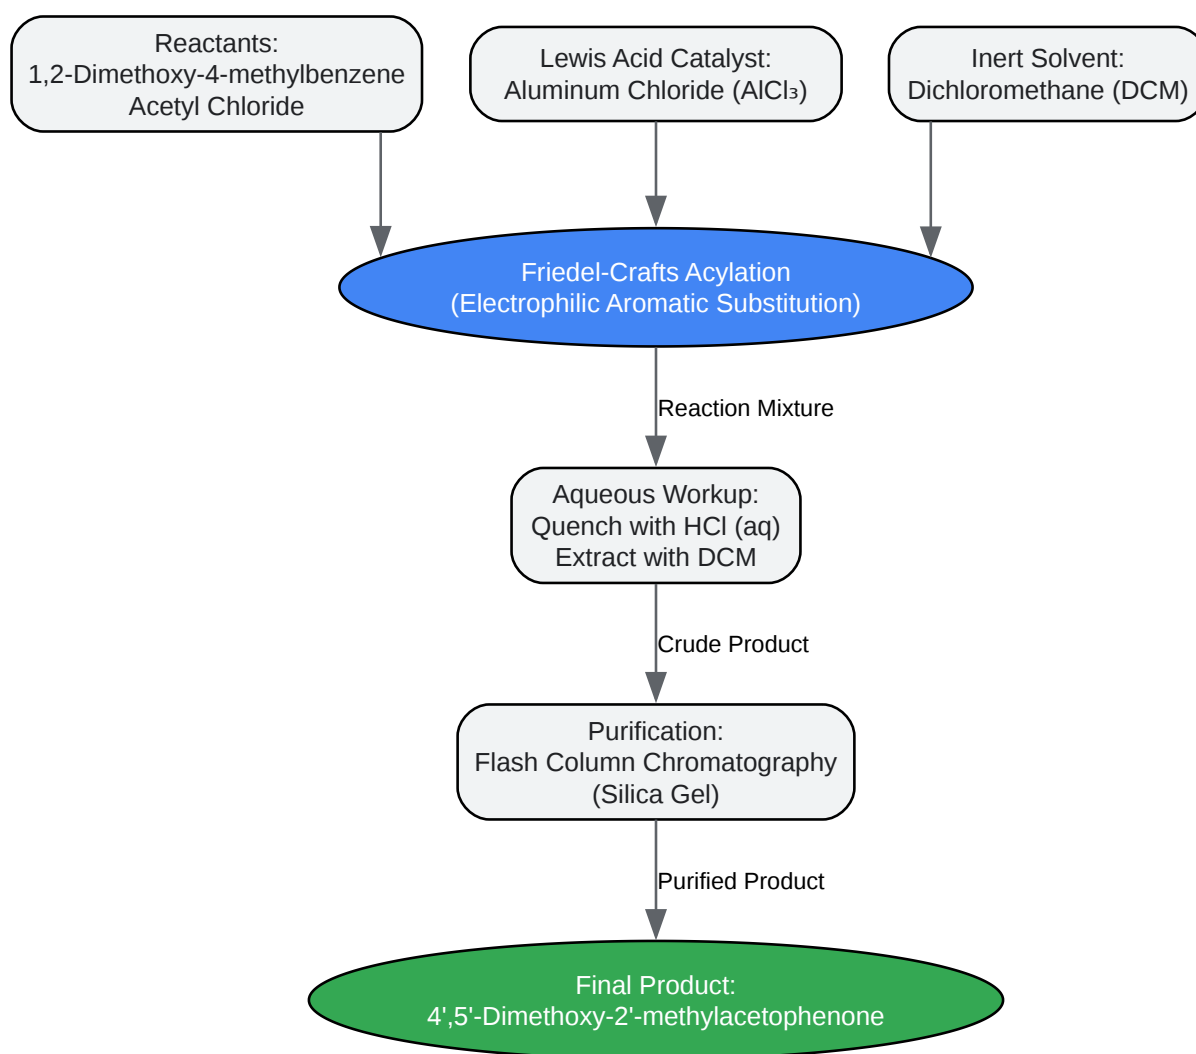 Reactants:
1,2-Dimethoxy-4-methylbenzene
Acetyl Chloride
Lewis Acid Catalyst:
Aluminum Chloride (AlCl₃)
Inert Solvent:
Dichloromethane (DCM)
Friedel-Crafts Acylation
(Electrophilic Aromatic Substitution)
Reaction Mixture
Aqueous Workup:
Quench with HCl (aq)
Extract with DCM
Crude Product
Purification:
Flash Column Chromatography
(Silica Gel)
Purified Product
Final Product:
4',5'-Dimethoxy-2'-methylacetophenone